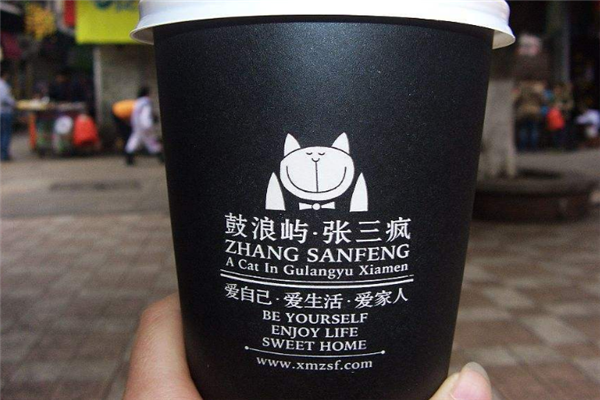 鼓浪屿·张三疯
ZHANG SANFENG
A Cat In Gulangyu Xiamen
爱自己·爱生活·爱家人
BE YOURSELF
ENJOY LIFE
SWEET HOME
www.xmzsf.com